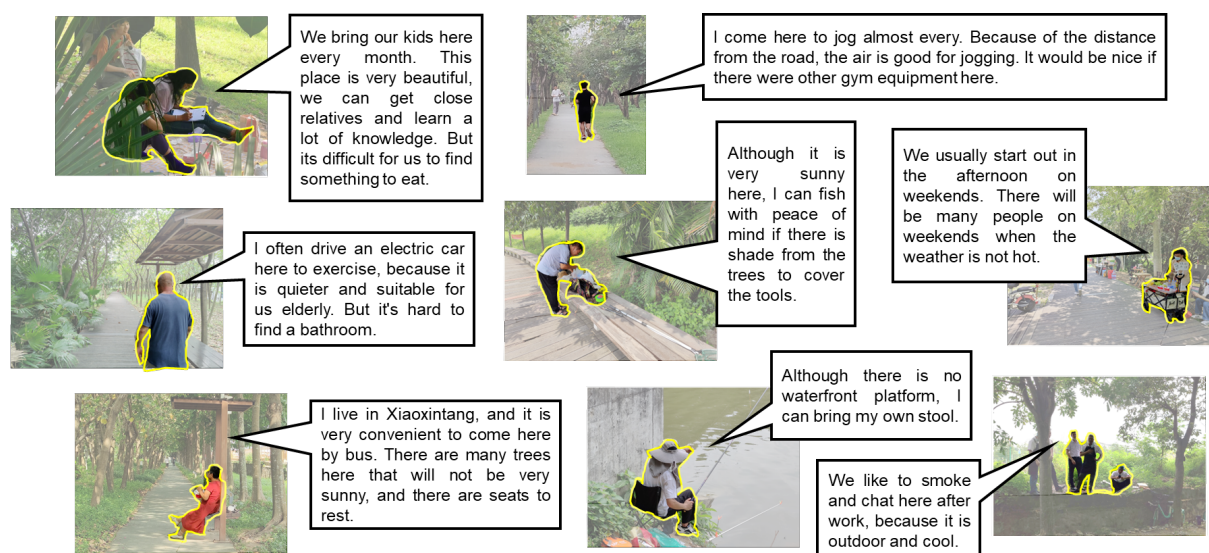 We bring our kids here
every month. This
place is very beautiful,
we can get close
relatives and learn a
lot of knowledge. But
its difficult for us to find
something to eat.
I come here to jog almost every. Because of the distance
from the road, the air is good for jogging. It would be nice if
there were other gym equipment here.
Although it is
very sunny
here, I can fish
with peace of
mind if there is
shade from the
trees to cover
the tools.
We usually start out in
the afternoon on
weekends. There will
be many people on
weekends when the
weather is not hot.
I often drive an electric car
here to exercise, because it
is quieter and suitable for
us elderly. But it's hard to
find a bathroom.
I live in Xiaoxintang, and it is
very convenient to come here
by bus. There are many trees
here that will not be very
sunny, and there are seats to
rest.
Although there is no
waterfront platform, I
can bring my own stool.
We like to smoke
and chat here after
work, because it is
outdoor and cool.